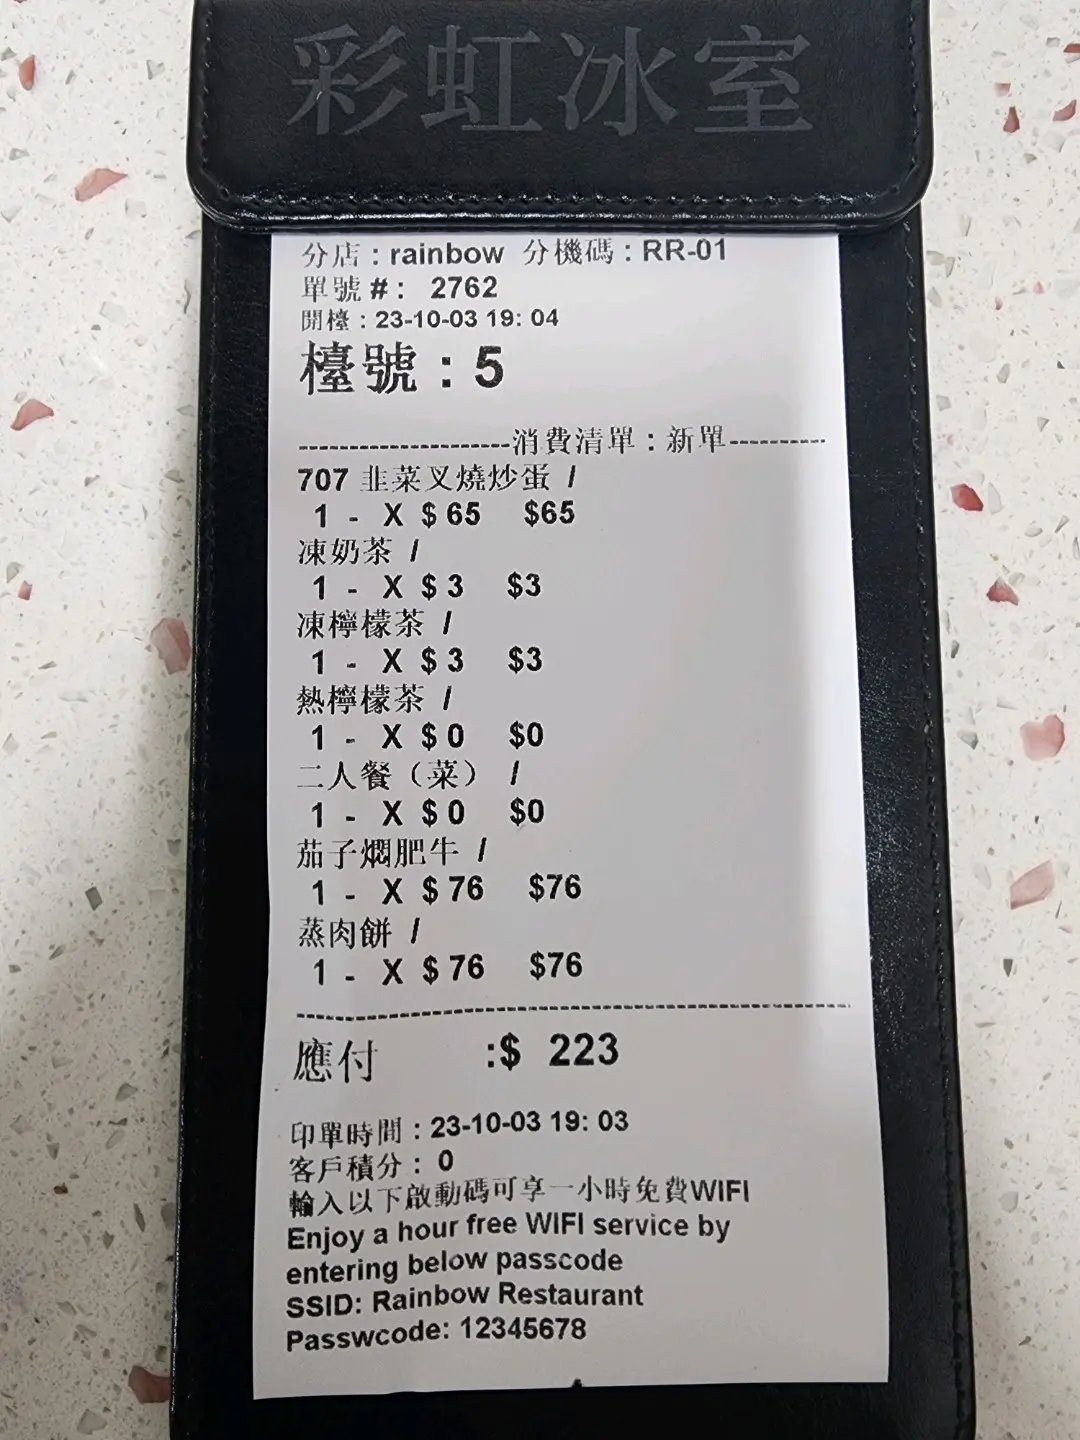 彩虹冰室
分店：rainbow 分機碼：RR-01
單號#： 2762
開檯：23-10-03 19: 04
檯號：5
---------------------消費清單：新單----------
707 韭菜叉燒炒蛋 /
1 - X $ 65 $65
凍奶茶 /
1 - X $ 3 $3
凍檸檬茶 /
1 - X $ 3 $3
熱檸檬茶 /
1 - X $ 0 $0
二人餐（菜） /
1 - X $ 0 $0
茄子燜肥牛 /
1 - X $ 76 $76
蒸肉餅 /
1 - X $ 76 $76
應付 :$ 223
印單時間：23-10-03 19: 03
客戶積分：0
輸入以下啟動碼可享一小時免費WIFI
Enjoy a hour free WIFI service by
entering below passcode
SSID: Rainbow Restaurant
Passwcode: 12345678